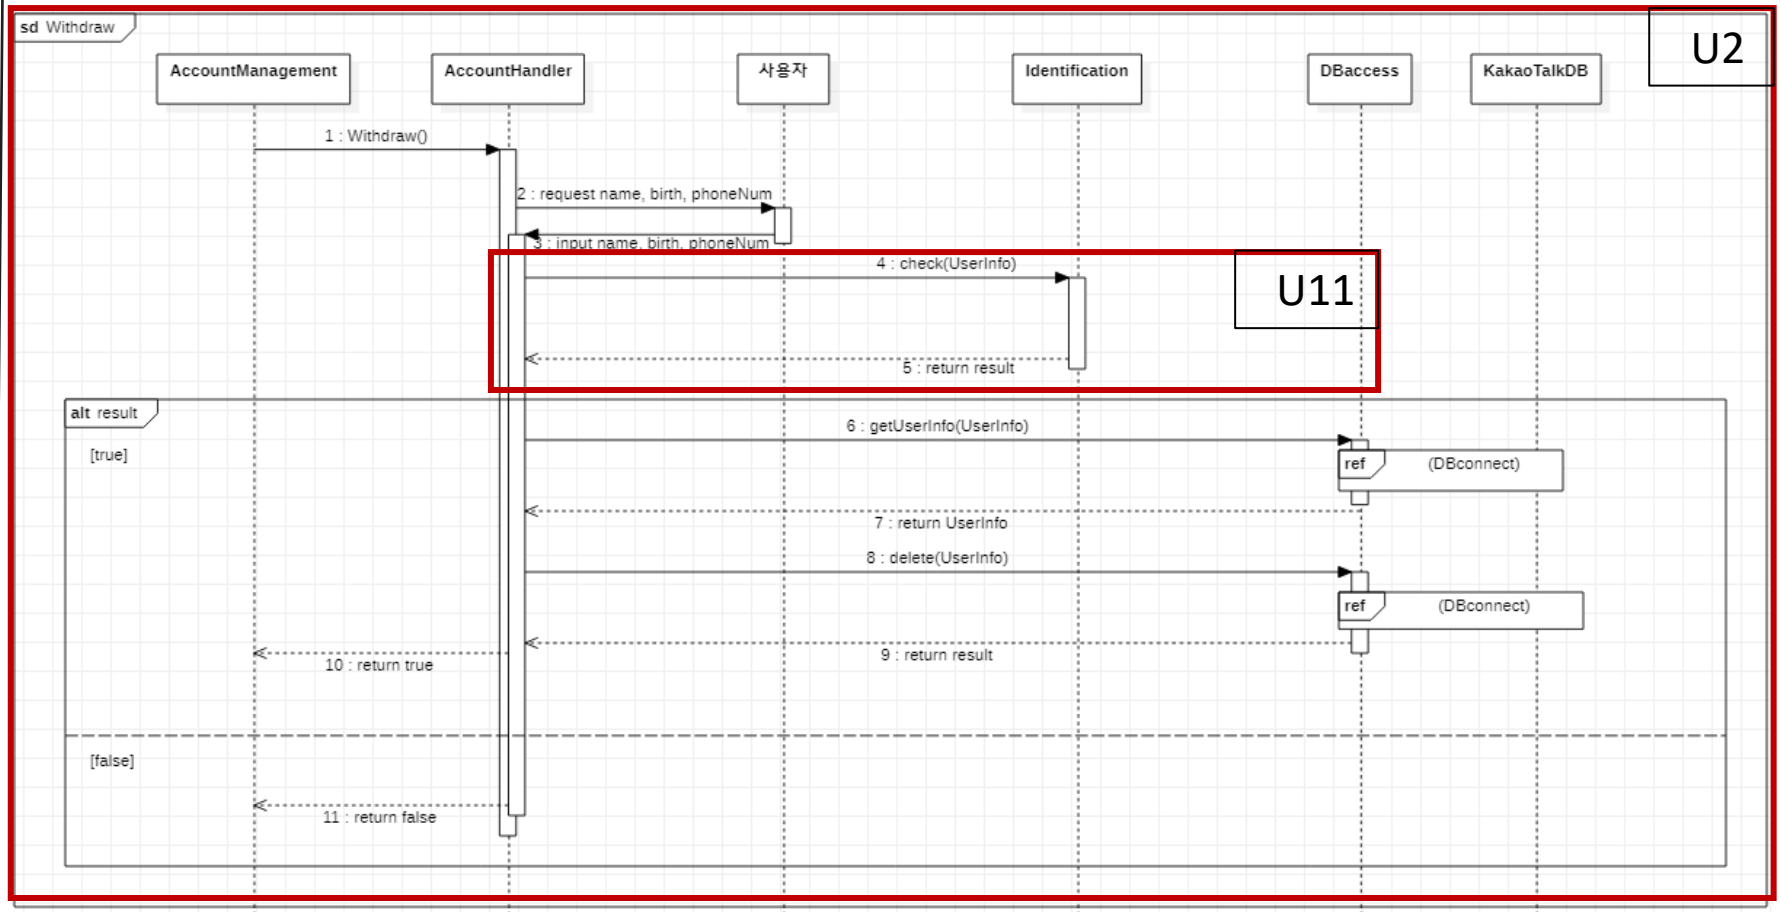 sd Withdraw
U2
AccountManagement
AccountHandler
사용자
Identification
DBaccess
KakaoTalkDB
1 : Withdraw()
2 : request name, birth, phoneNum
3 : input name, birth, phoneNum
4 : check(UserInfo)
U11
5 : return result
alt result
6 : getUserInfo(UserInfo)
[true]
ref (DBconnect)
7 : return UserInfo
8 : delete(UserInfo)
ref (DBconnect)
9 : return result
10 : return true
[false]
11 : return false